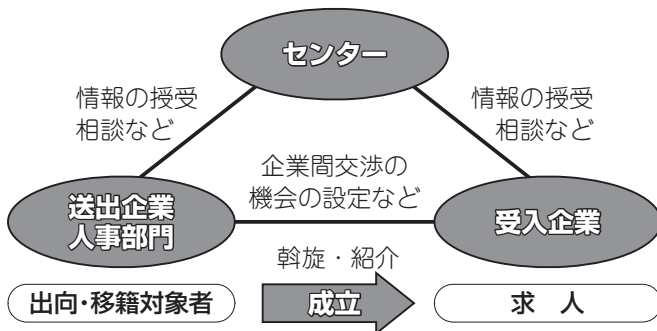 センター
情報の授受
相談など
情報の授受
相談など
企業間交渉の
機会の設定など
送出企業
人事部門
受入企業
斡旋・紹介
出向・移籍対象者
成立
求　人